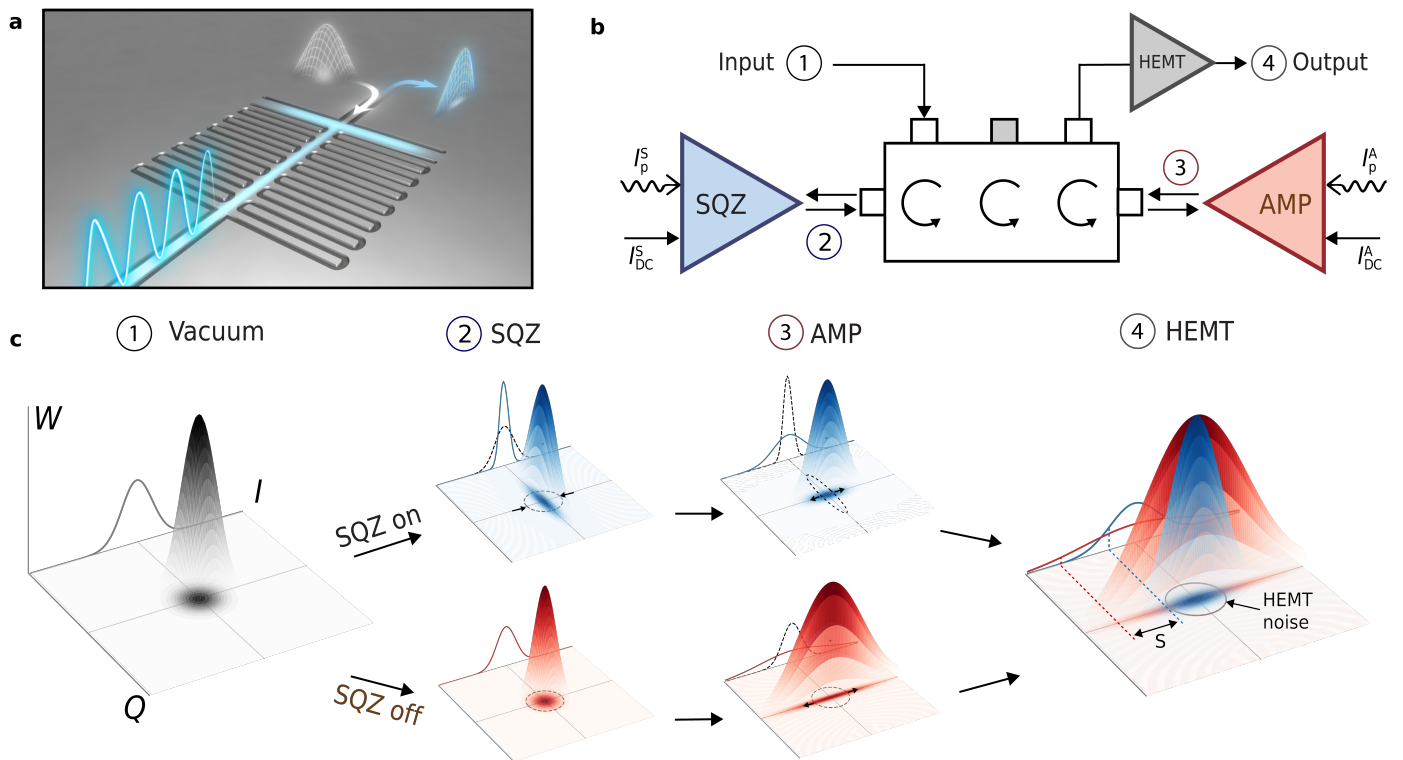 a
b
Input 1
HEMT
4 Output
I_p^S
SQZ
I_DC^S
2
3
I_p^A
AMP
I_DC^A
c
1 Vacuum
2 SQZ
3 AMP
4 HEMT
W
I
Q
SQZ on
SQZ off
HEMT
noise
S